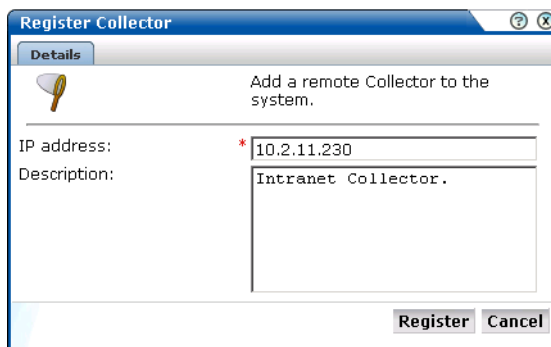 Register Collector
Details
Add a remote Collector to the
system.
IP address:
* 10.2.11.230
Description:
Intranet Collector.
Register Cancel